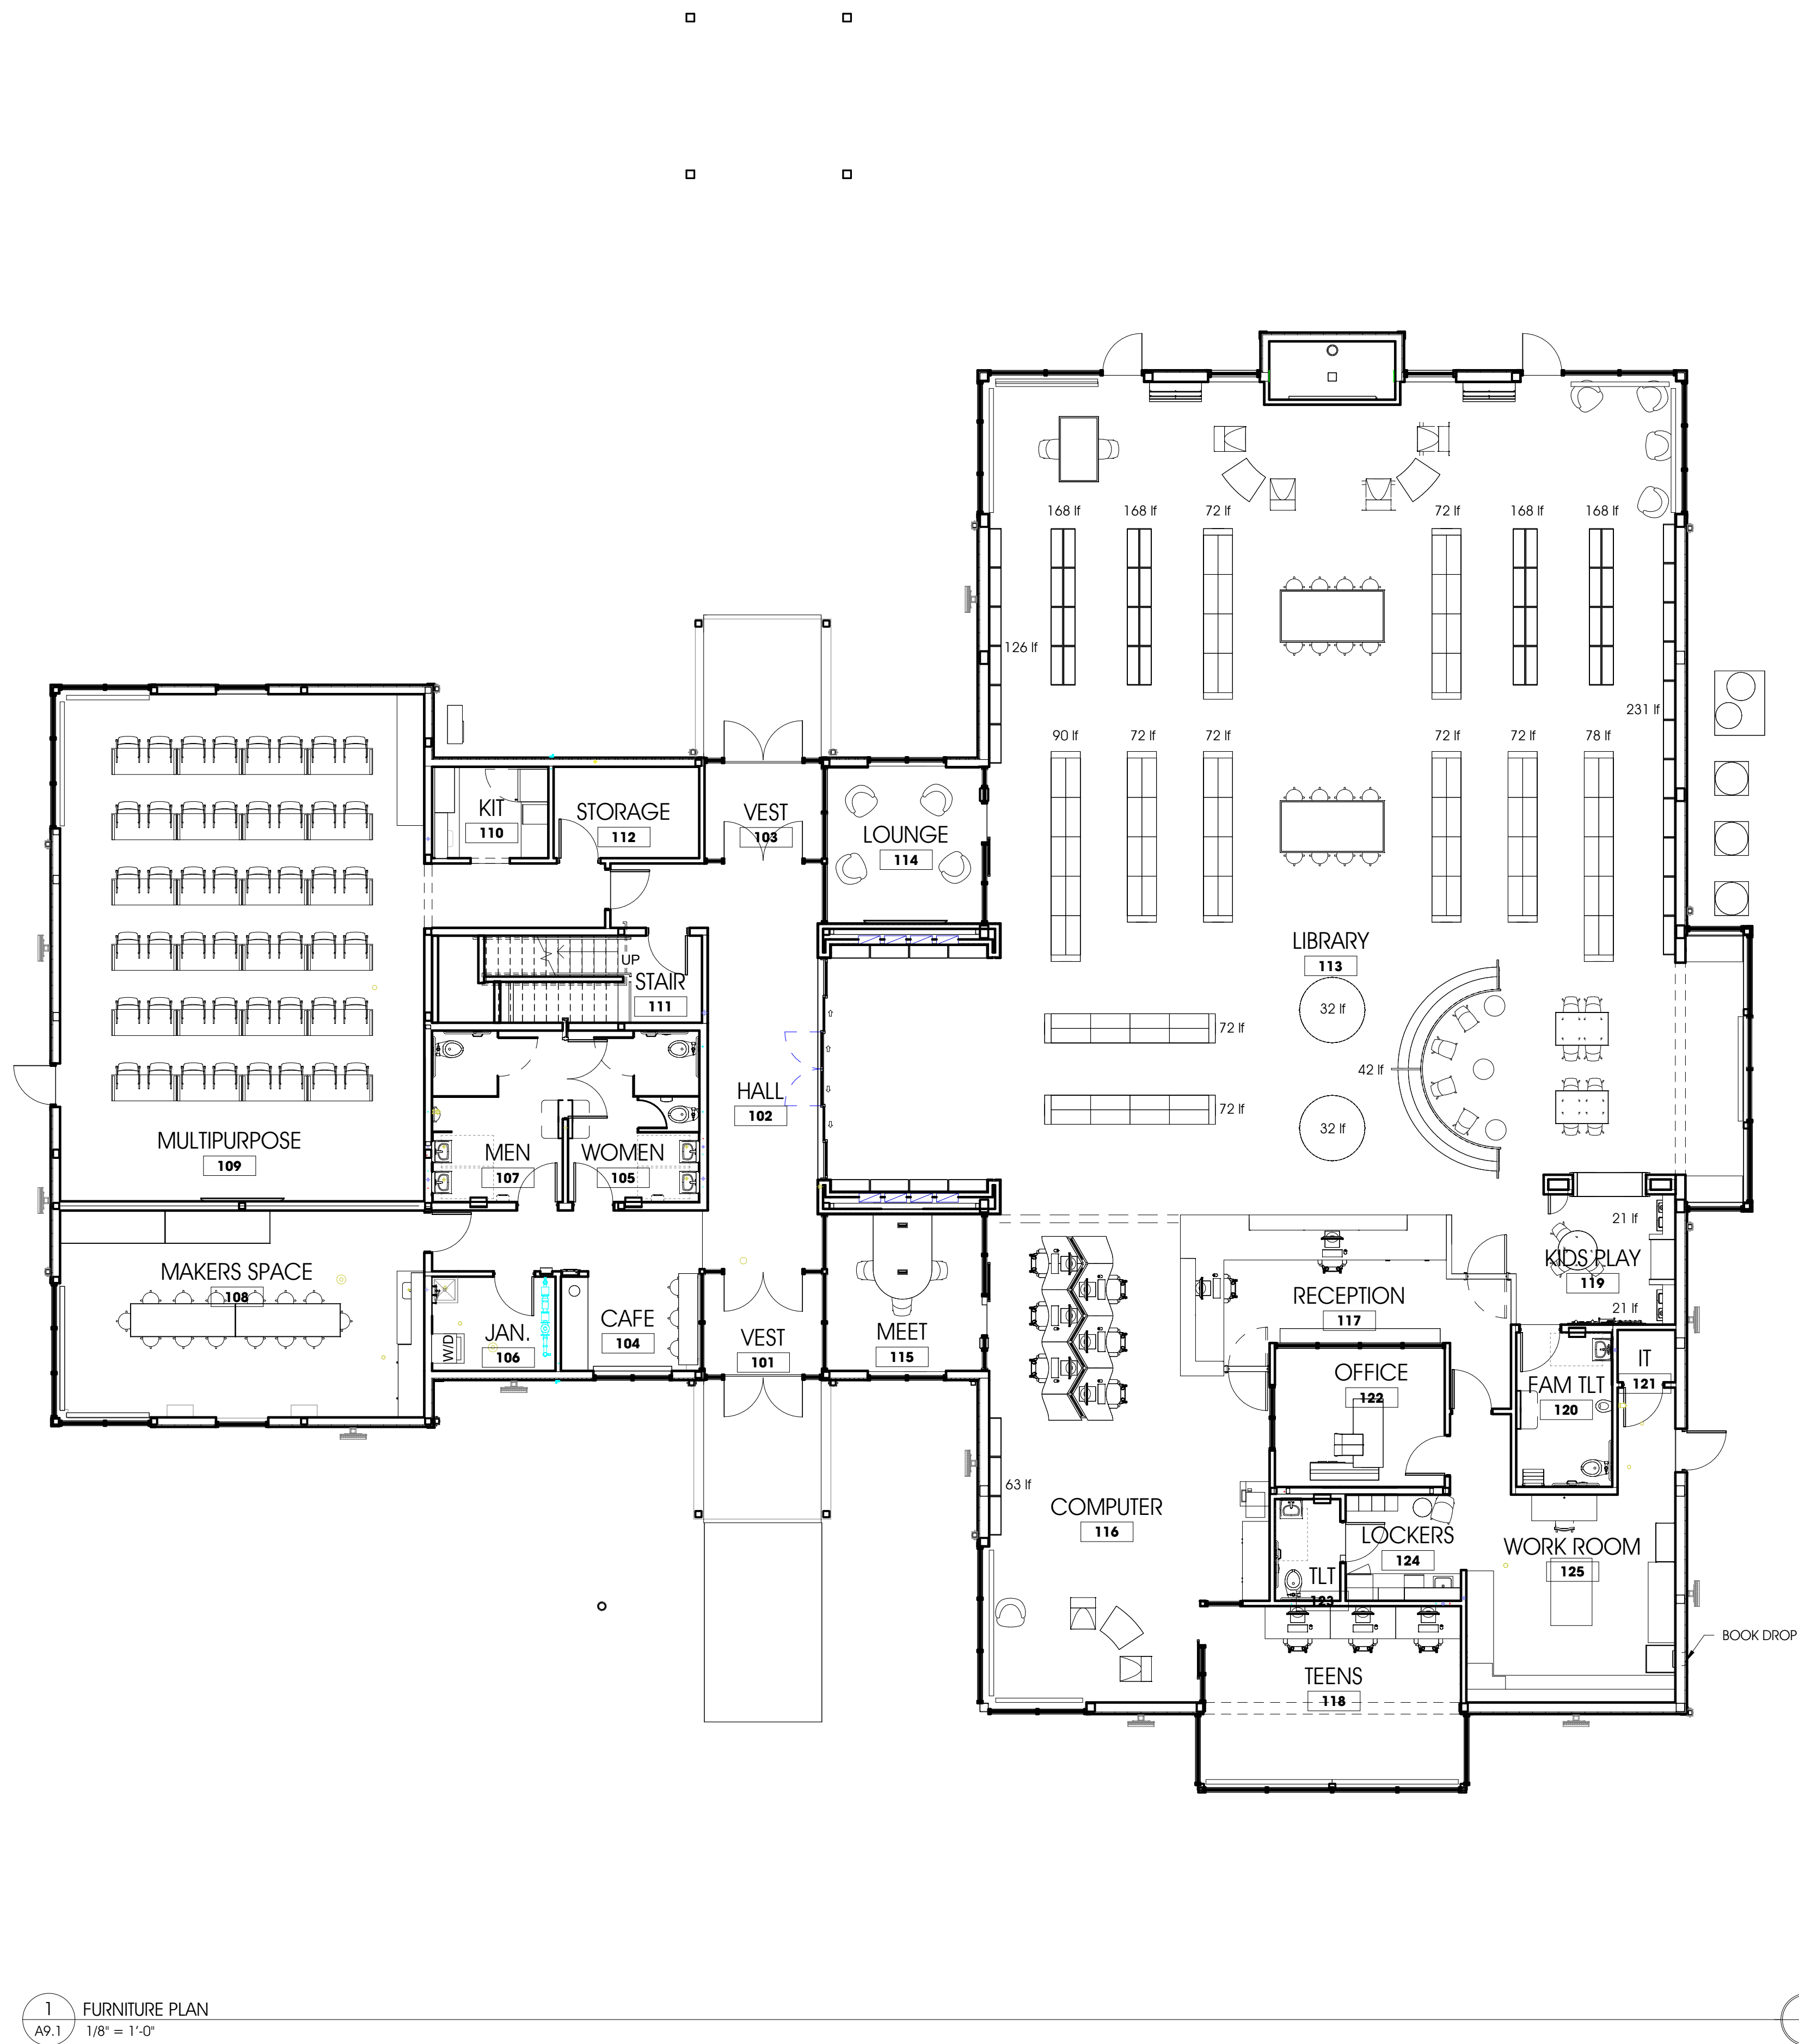 168 lf
168 lf
72 lf
72 lf
168 lf
168 lf
126 lf
231 lf
90 lf
72 lf
72 lf
72 lf
72 lf
78 lf
KIT
110
STORAGE
112
VEST
103
LOUNGE
114
LIBRARY
113
UP
STAIR
111
32 lf
72 lf
42 lf
HALL
102
72 lf
32 lf
MULTIPURPOSE
109
MEN
107
WOMEN
105
21 lf
KIDS PLAY
119
MAKERS SPACE
108
RECEPTION
117
21 lf
W/D
JAN.
106
CAFE
104
VEST
101
MEET
115
OFFICE
122
FAM TLT
120
IT
121
63 lf
COMPUTER
116
LOCKERS
124
WORK ROOM
125
TLT
123
BOOK DROP
TEENS
118
1
FURNITURE PLAN
A9.1
1/8" = 1'-0"